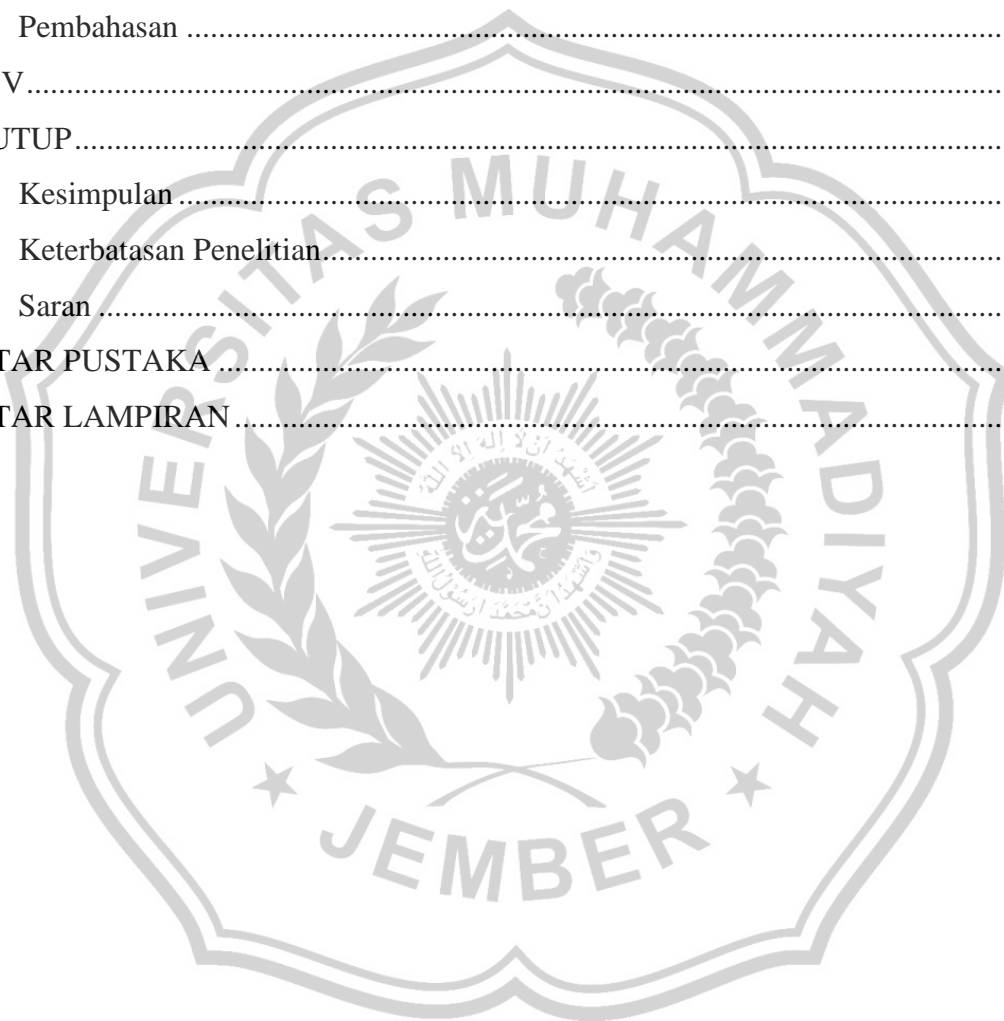 Pembahasan ..........................................................................................................
V..............................................................................................................................
UTUP.......................................................................................................................
Kesimpulan ..........................................................................................................
Keterbatasan Penelitian.......................................................................................
Saran ....................................................................................................................
TAR PUSTAKA ....................................................................................................
TAR LAMPIRAN ..................................................................................................
UNIVERSITAS MUHAMMADIYAH
JEMBER